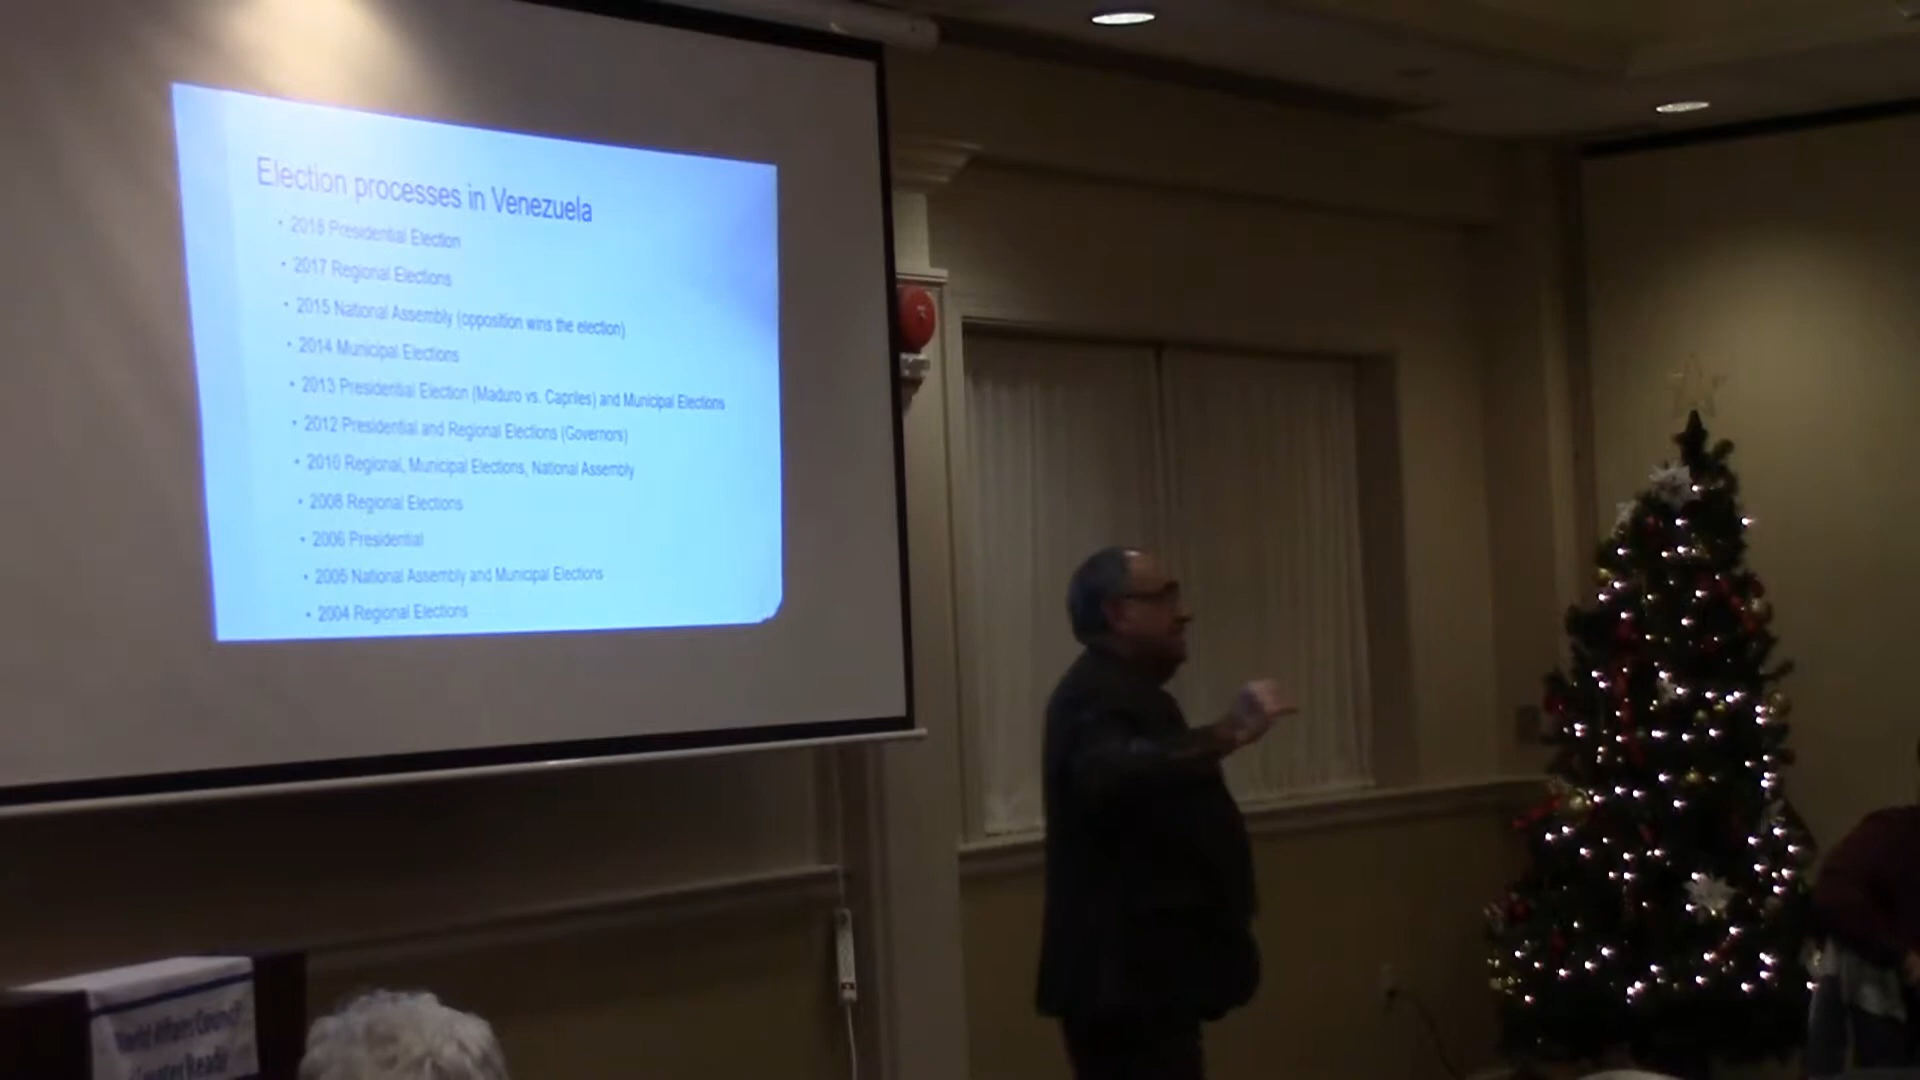 Election processes in Venezuela
• 2018 Presidential Election
• 2017 Regional Elections
• 2015 National Assembly (opposition wins the election)
• 2014 Municipal Elections
• 2013 Presidential Election (Maduro vs. Capriles) and Municipal Elections
• 2012 Presidential and Regional Elections (Governors)
• 2010 Regional, Municipal Elections, National Assembly
• 2008 Regional Elections
• 2006 Presidential
• 2005 National Assembly and Municipal Elections
• 2004 Regional Elections
World Affairs Council